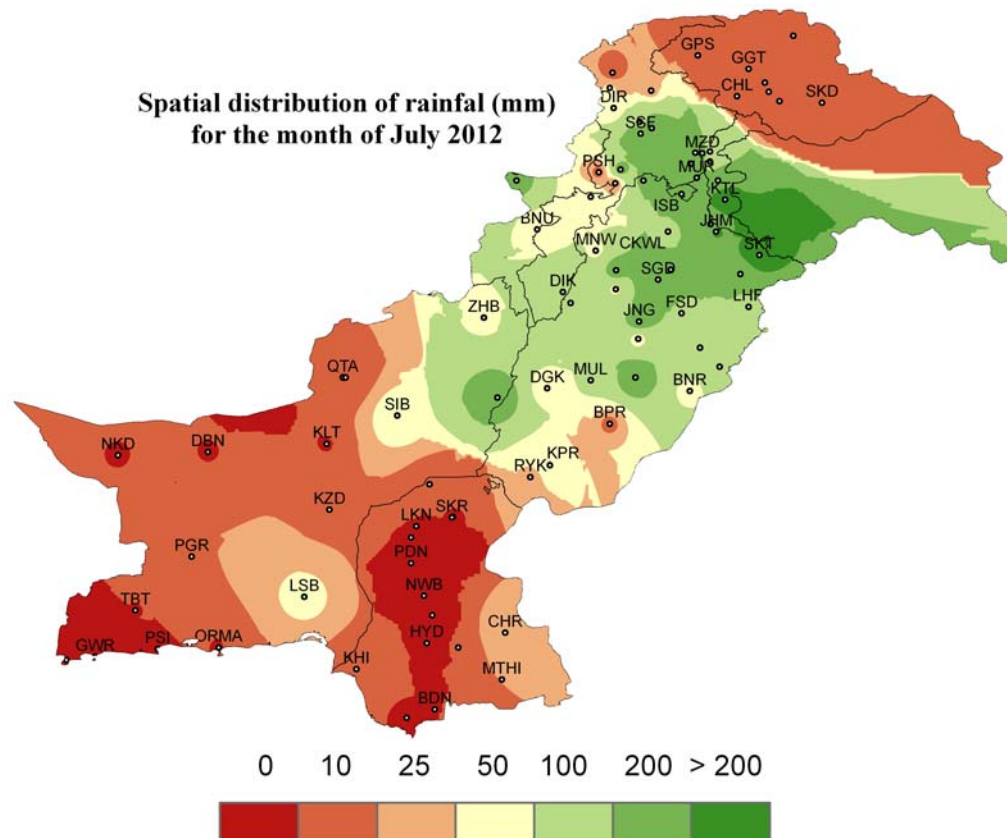 Spatial distribution of rainfal (mm)
for the month of July 2012
GPS
GGT
CHL
SKD
DIR
MZD
PSH
MUR
KTL
ISB
BNU
JHM
MNW
CKWL
SKT
SGD
DIK
LHR
ZHB
JNG
FSD
QTA
DGK
MUL
BNR
SIB
BPR
NKD
DBN
KLT
KPR
RYK
KZD
SKR
LKN
PGR
PDN
LSB
NWB
TBT
CHR
HYD
PSI
ORMA
GWR
KHI
MTHI
BDN
0 10 25 50 100 200 > 200